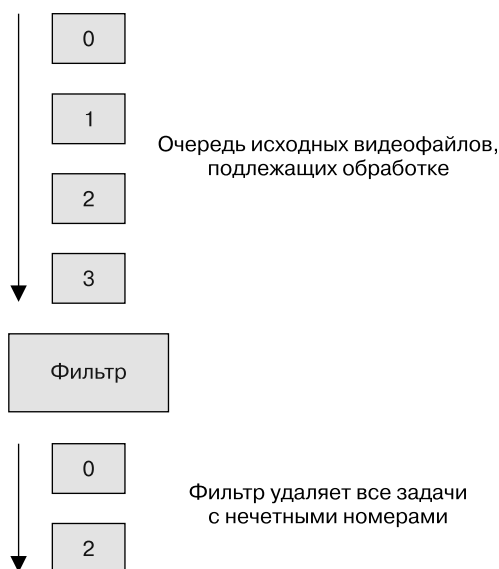 0
1
Очередь исходных видеофайлов,
подлежащих обработке
2
3
Фильтр
0
Фильтр удаляет все задачи
с нечетными номерами
2